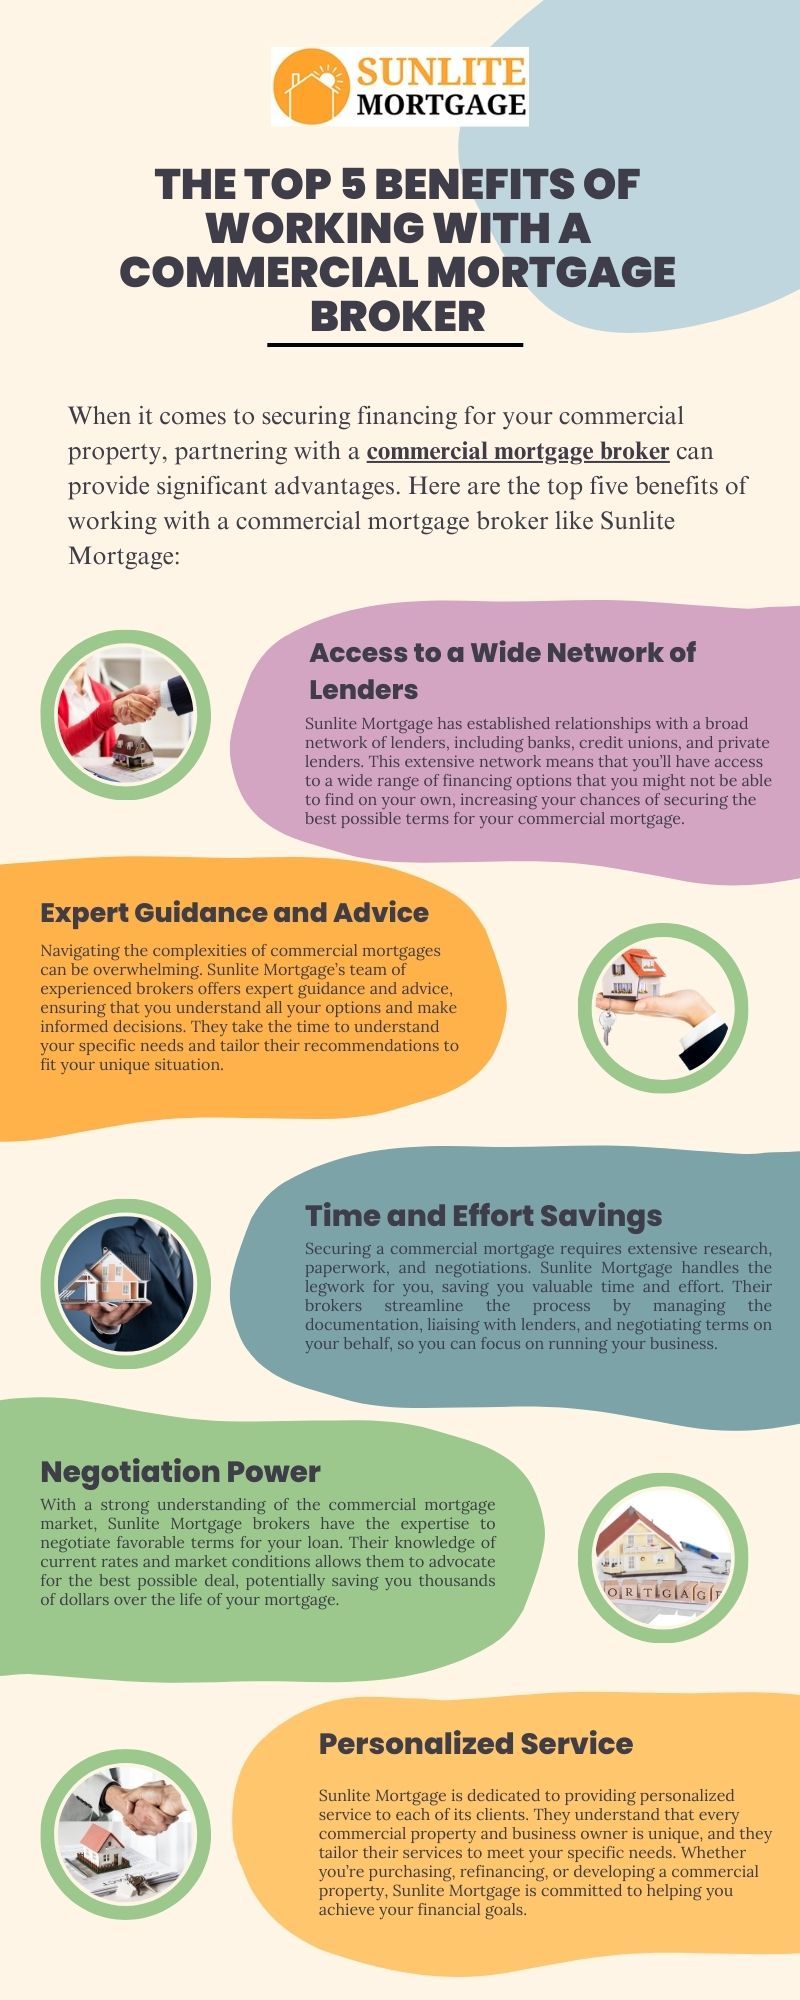 SUNLITE
MORTGAGE
THE TOP 5 BENEFITS OF
WORKING WITH A
COMMERCIAL MORTGAGE
BROKER
When it comes to securing financing for your commercial
property, partnering with a commercial mortgage broker can
provide significant advantages. Here are the top five benefits of
working with a commercial mortgage broker like Sunlite
Mortgage:
Access to a Wide Network of
Lenders
Sunlite Mortgage has established relationships with a broad
network of lenders, including banks, credit unions, and private
lenders. This extensive network means that you’ll have access
to a wide range of financing options that you might not be able
to find on your own, increasing your chances of securing the
best possible terms for your commercial mortgage.
Expert Guidance and Advice
Navigating the complexities of commercial mortgages
can be overwhelming. Sunlite Mortgage’s team of
experienced brokers offers expert guidance and advice,
ensuring that you understand all your options and make
informed decisions. They take the time to understand
your specific needs and tailor their recommendations to
fit your unique situation.
Time and Effort Savings
Securing a commercial mortgage requires extensive research,
paperwork, and negotiations. Sunlite Mortgage handles the
legwork for you, saving you valuable time and effort. Their
brokers streamline the process by managing the
documentation, liaising with lenders, and negotiating terms on
your behalf, so you can focus on running your business.
Negotiation Power
With a strong understanding of the commercial mortgage
market, Sunlite Mortgage brokers have the expertise to
negotiate favorable terms for your loan. Their knowledge of
current rates and market conditions allows them to advocate
for the best possible deal, potentially saving you thousands
of dollars over the life of your mortgage.
ORTGAGE
Personalized Service
Sunlite Mortgage is dedicated to providing personalized
service to each of its clients. They understand that every
commercial property and business owner is unique, and they
tailor their services to meet your specific needs. Whether
you’re purchasing, refinancing, or developing a commercial
property, Sunlite Mortgage is committed to helping you
achieve your financial goals.